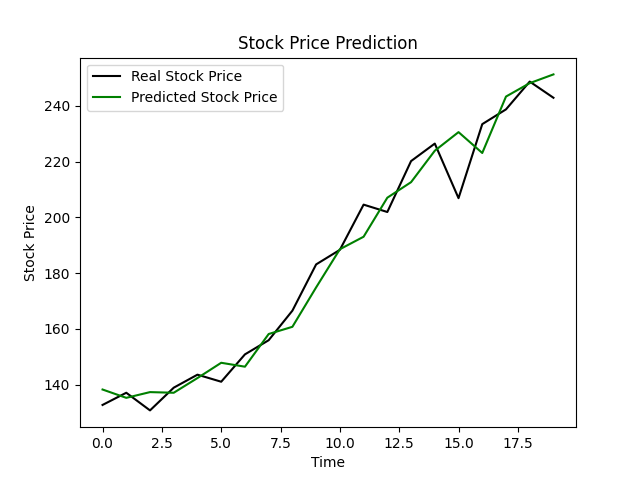 Stock Price Prediction
Real Stock Price
Predicted Stock Price
Stock Price
240
220
200
180
160
140
0.0 2.5 5.0 7.5 10.0 12.5 15.0 17.5
Time